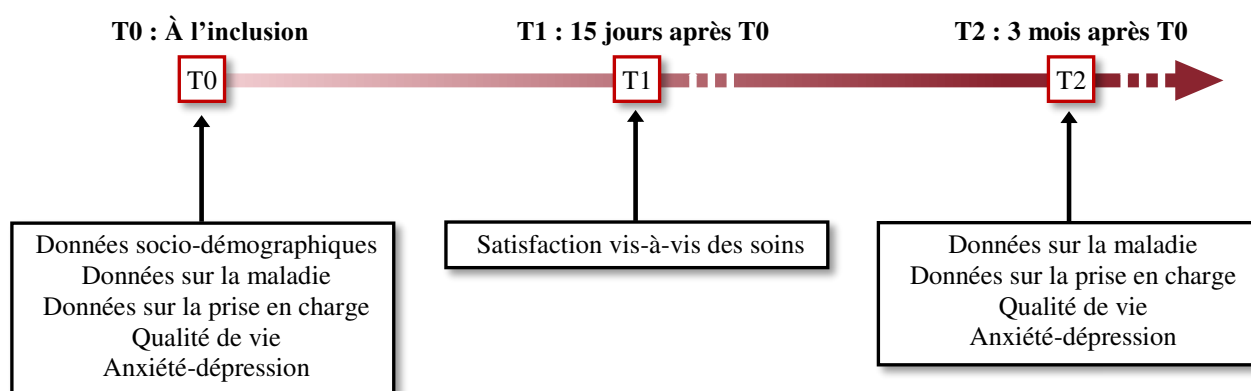 T0 : À l’inclusion
T1 : 15 jours après T0
T2 : 3 mois après T0
T0
T1
T2
Données socio-démographiques
Données sur la maladie
Données sur la prise en charge
Qualité de vie
Anxiété-dépression
Satisfaction vis-à-vis des soins
Données sur la maladie
Données sur la prise en charge
Qualité de vie
Anxiété-dépression